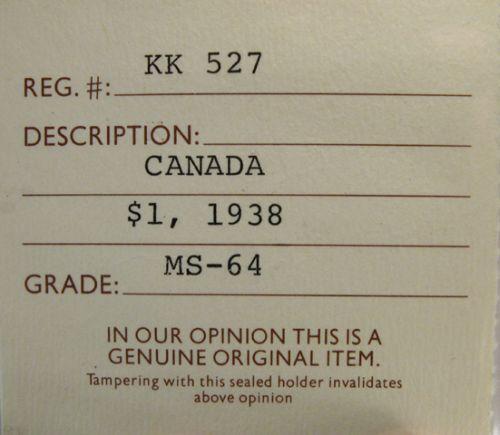 KK 527
REG. #:
DESCRIPTION:
CANADA
$1, 1938
MS-64
GRADE:
IN OUR OPINION THIS IS A
GENUINE ORIGINAL ITEM.
Tampering with this sealed holder invalidates
above opinion